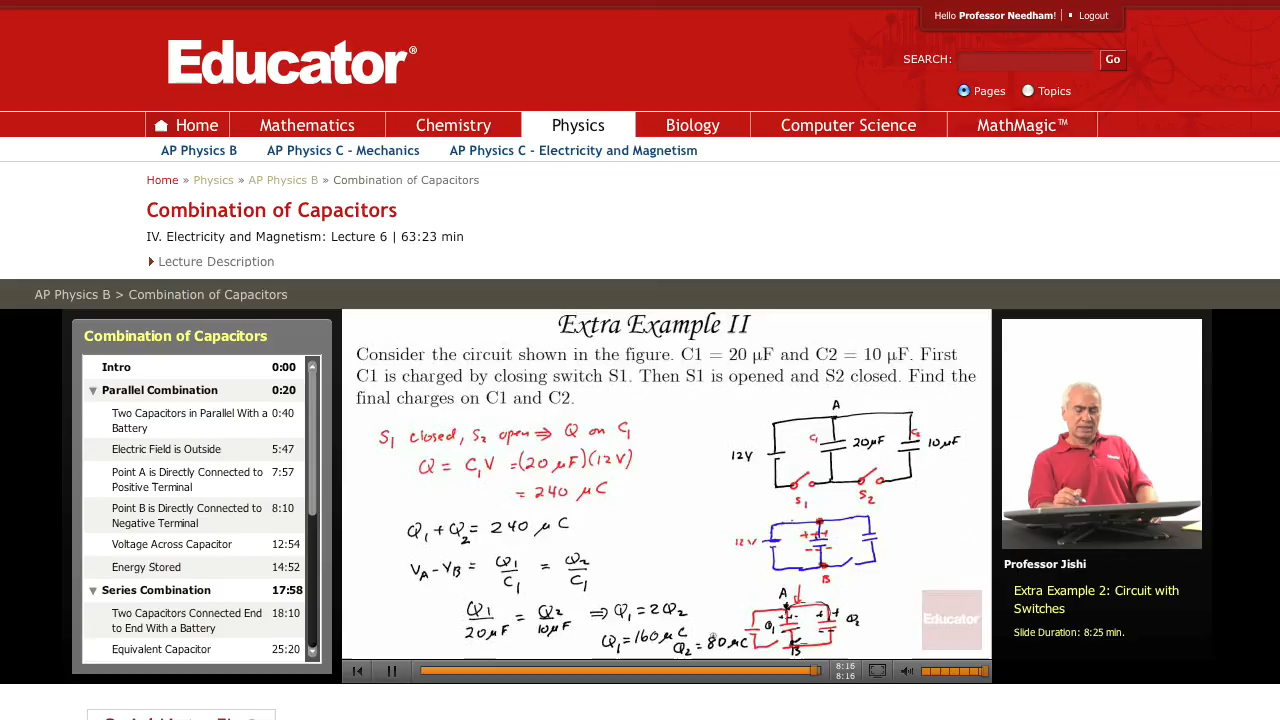 Hello Professor Needham! Logout
Educator®
SEARCH: Go
Pages Topics
Home Mathematics Chemistry Physics Biology Computer Science MathMagic™
AP Physics B AP Physics C - Mechanics AP Physics C - Electricity and Magnetism
Home » Physics » AP Physics B » Combination of Capacitors
Combination of Capacitors
IV. Electricity and Magnetism: Lecture 6 | 63:23 min
Lecture Description
AP Physics B > Combination of Capacitors
Combination of Capacitors
Intro 0:00
Parallel Combination 0:20
Two Capacitors in Parallel With a 0:40
Battery
Electric Field is Outside 5:47
Point A is Directly Connected to 7:57
Positive Terminal
Point B is Directly Connected to 8:10
Negative Terminal
Voltage Across Capacitor 12:54
Energy Stored 14:52
Series Combination 17:58
Two Capacitors Connected End 18:10
to End With a Battery
Equivalent Capacitor 25:20
Extra Example II
Consider the circuit shown in the figure. C1 = 20 μF and C2 = 10 μF. First
C1 is charged by closing switch S1. Then S1 is opened and S2 closed. Find the
final charges on C1 and C2.
S1 closed, S2 open ⇒ Q on C1
Q = C1V = (20 μF)(12V)
= 240 μC
Q1 + Q2 = 240 μC
VA - VB = Q1/C1 = Q2/C1
Q1/20μF = Q2/10μF ⇒ Q1 = 2Q2
Q1 = 160μC
Q2 = 80μC
A
12V C1 20μF C2 10μF
S1 S2
12V
B
A
Q1 Q2
B
Educator
8:16
8:16
Professor Jishi
Extra Example 2: Circuit with
Switches
Slide Duration: 8:25 min.